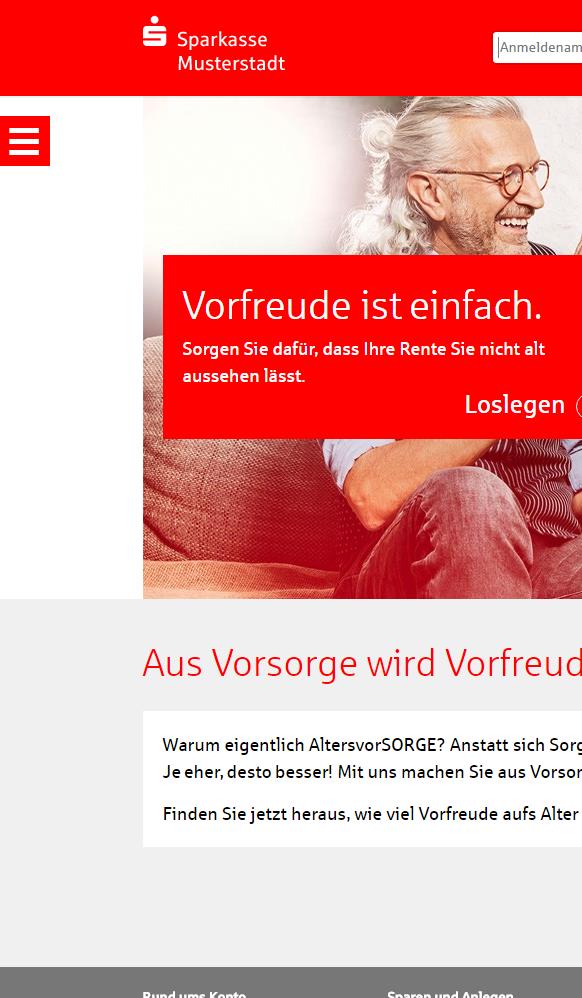 Sparkasse
Musterstadt
Anmeldenam
Vorfreude ist einfach.
Sorgen Sie dafür, dass Ihre Rente Sie nicht alt
aussehen lässt.
Loslegen
Aus Vorsorge wird Vorfreud
Warum eigentlich AltersvorSORGE? Anstatt sich Sorg
Je eher, desto besser! Mit uns machen Sie aus Vorsor
Finden Sie jetzt heraus, wie viel Vorfreude aufs Alter
Rund ums Konto
Sparen und Anlegen